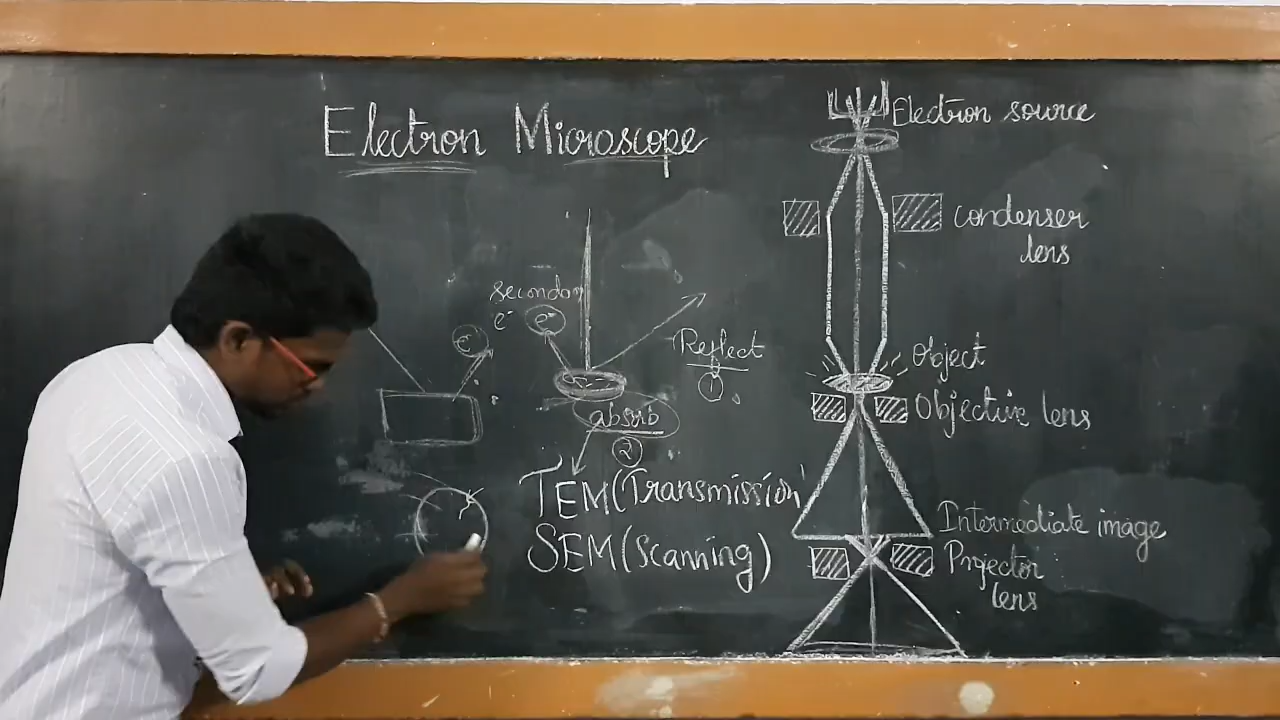 Electron Microscope
Electron source
condenser
lens
secondary
e⁻
e⁻
e⁻
Reflect
①
Object
absorb
②
Objective lens
TEM(Transmission)
SEM(Scanning)
Intermediate image
Projector
lens